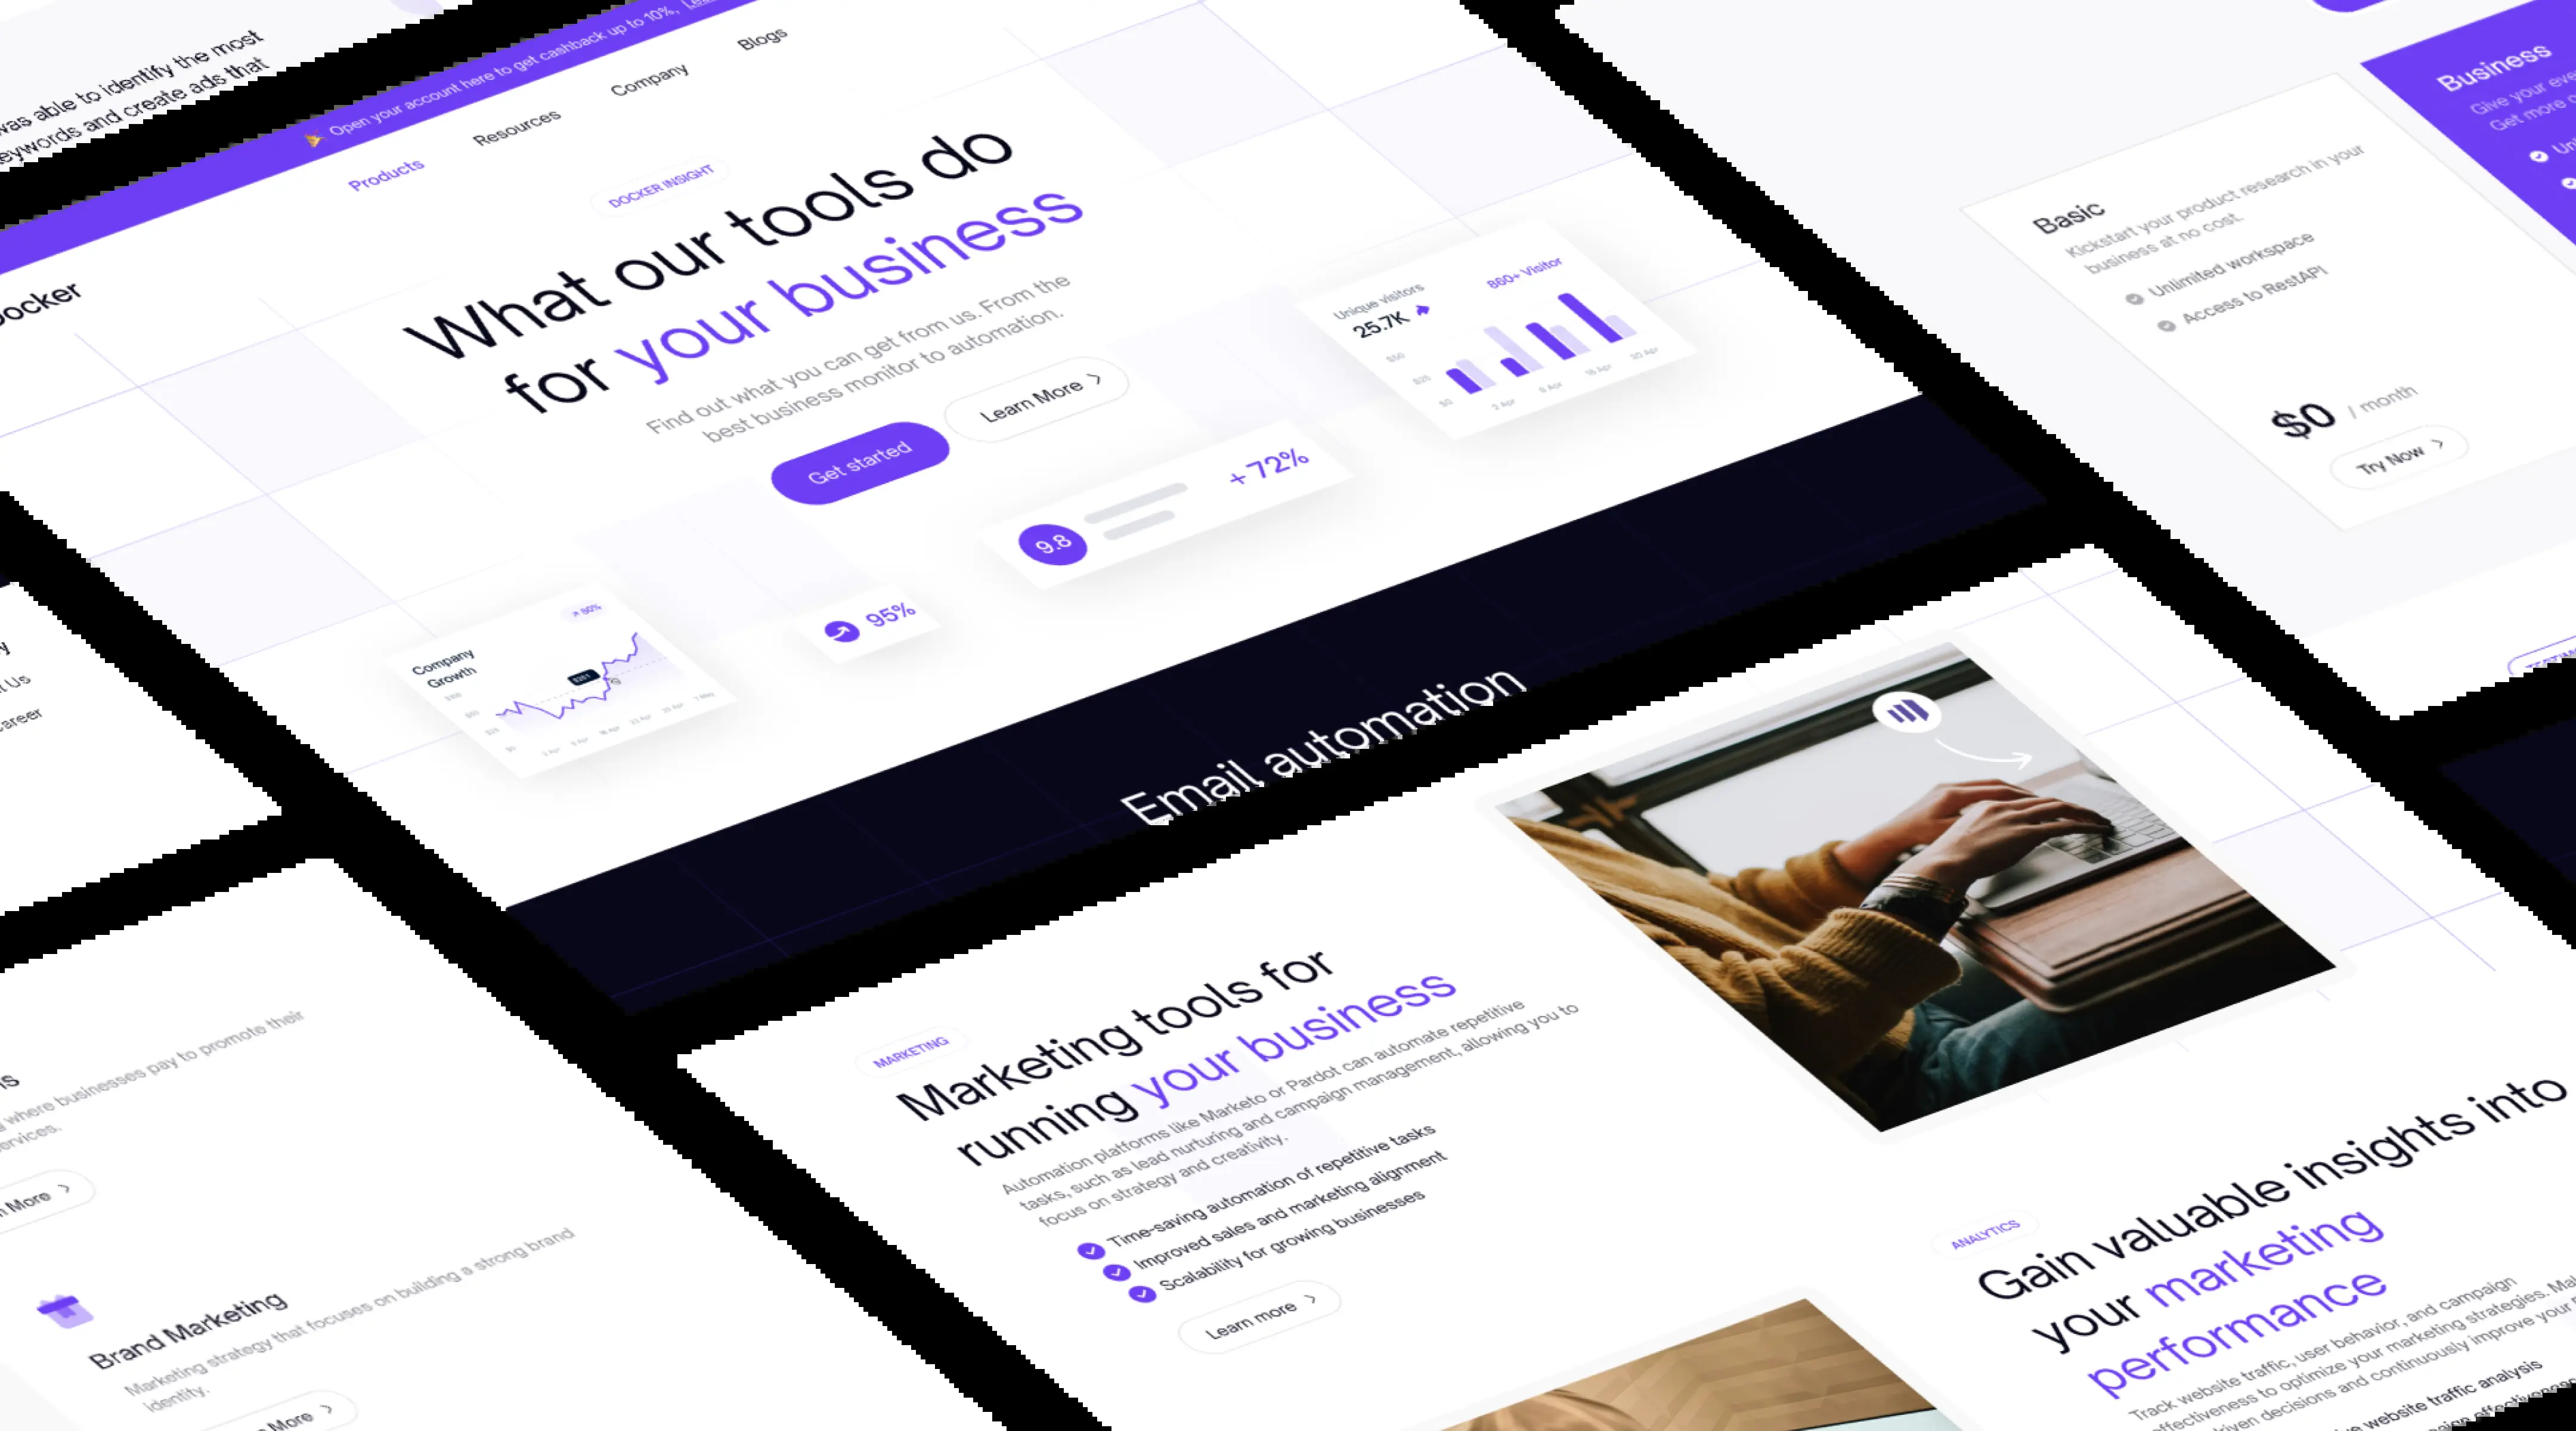 was able to identify the most
keywords and create ads that
Open your account here to get cashback up to 10%,
Docker
Products
Resources
Company
Blogs
DOCKER INSIGHT
What our tools do
for your business
Find out what you can get from us. From the
best business monitor to automation.
Get started
Learn More
Company
Growth
95%
9.8
+ 72%
Unique visitors
25.7K
860+ Visitor
$50
$25
$0
2 Apr
16 Apr
20 Apr
Email automation
Basic
Kickstart your product research in your
business at no cost.
Unlimited workspace
Access to RestAPI
$0 / month
Try Now
Business
Give your
Get more
Us
areer
MARKETING
Marketing tools for
running your business
Automation platforms like Marketo or Pardot can automate repetitive
tasks, such as lead nurturing and campaign management, allowing you to
focus on strategy and creativity.
Time-saving automation of repetitive tasks
Improved sales and marketing alignment
Scalability for growing businesses
Learn more
ANALYTICS
Gain valuable insights into
your marketing
performance
Track website traffic, user behavior, and campaign
effectiveness to optimize your marketing strategies.
driven decisions and continuously improve your
website traffic analysis
where businesses pay to promote their
ervices.
More
Brand Marketing
Marketing strategy that focuses on building a strong brand
identity.
More